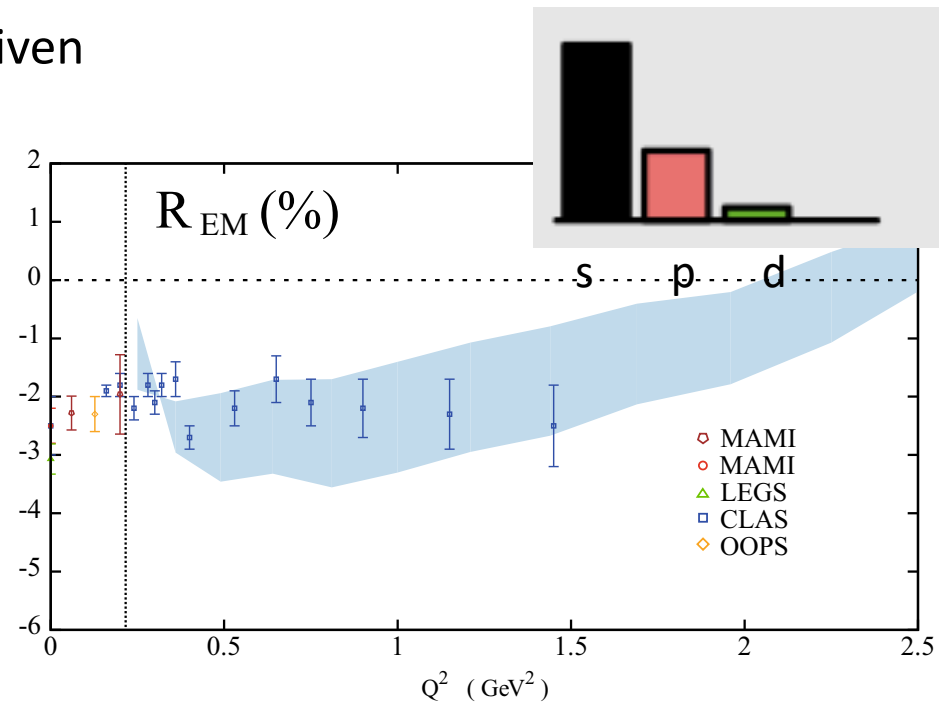 iven
R EM (%)
s p d
2
1
0
-1
-2
-3
-4
-5
-6
MAMI
MAMI
LEGS
CLAS
OOPS
0 0.5 1 1.5 2 2.5
Q² ( GeV² )